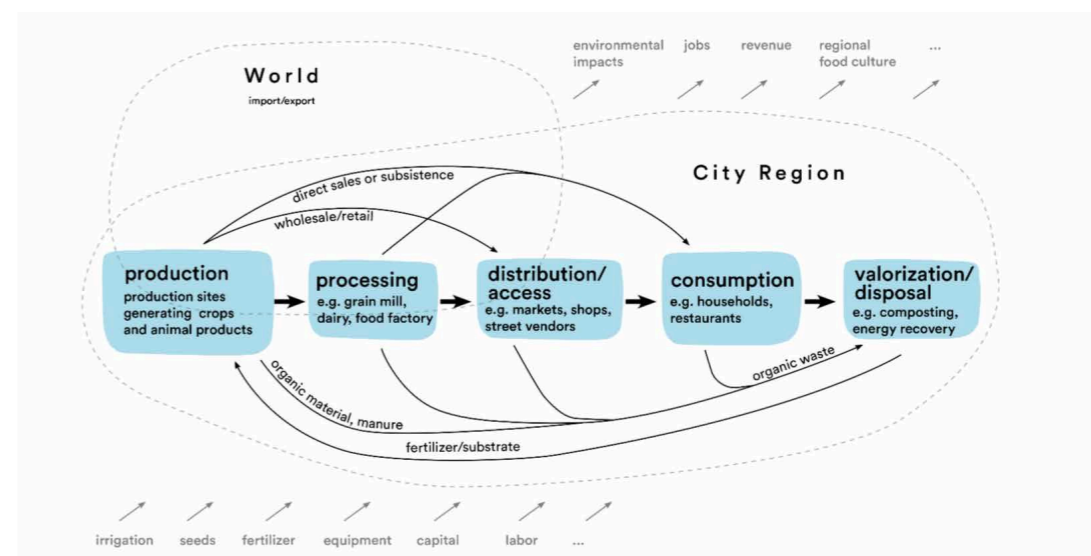 environmental
impacts
jobs
revenue
regional
food culture
...
World
import/export
City Region
direct sales or subsistence
wholesale/retail
production
production sites
generating crops
and animal products
processing
e.g. grain mill,
dairy, food factory
distribution/
access
e.g. markets, shops,
street vendors
consumption
e.g. households,
restaurants
valorization/
disposal
e.g. composting,
energy recovery
organic material, manure
organic waste
fertilizer/substrate
irrigation
seeds
fertilizer
equipment
capital
labor
...